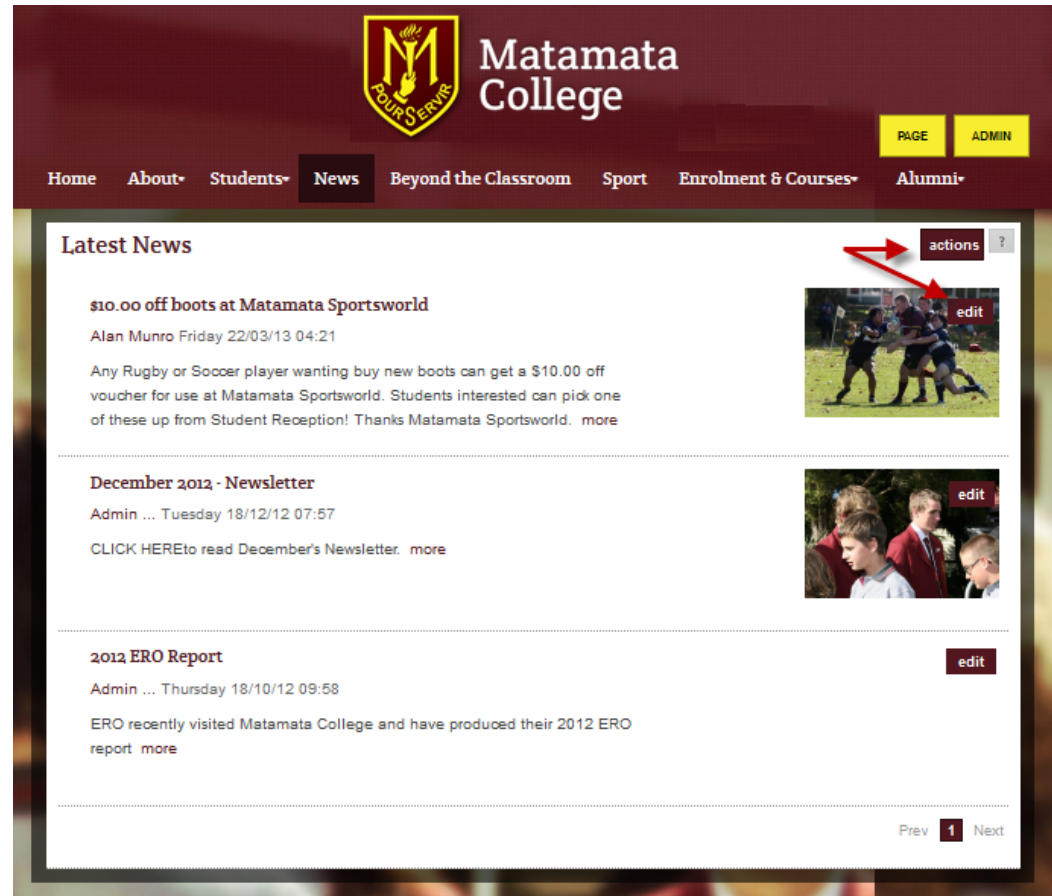 POUR SERVIR
Matamata
College
PAGE ADMIN
Home About Students News Beyond the Classroom Sport Enrolment & Courses Alumni
Latest News
actions ?
$10.00 off boots at Matamata Sportsworld
edit
Alan Munro Friday 22/03/13 04:21
Any Rugby or Soccer player wanting buy new boots can get a $10.00 off
voucher for use at Matamata Sportsworld. Students interested can pick one
of these up from Student Reception! Thanks Matamata Sportsworld. more
December 2012 - Newsletter
edit
Admin ... Tuesday 18/12/12 07:57
CLICK HEREto read December's Newsletter. more
2012 ERO Report
edit
Admin ... Thursday 18/10/12 09:58
ERO recently visited Matamata College and have produced their 2012 ERO
report more
Prev 1 Next